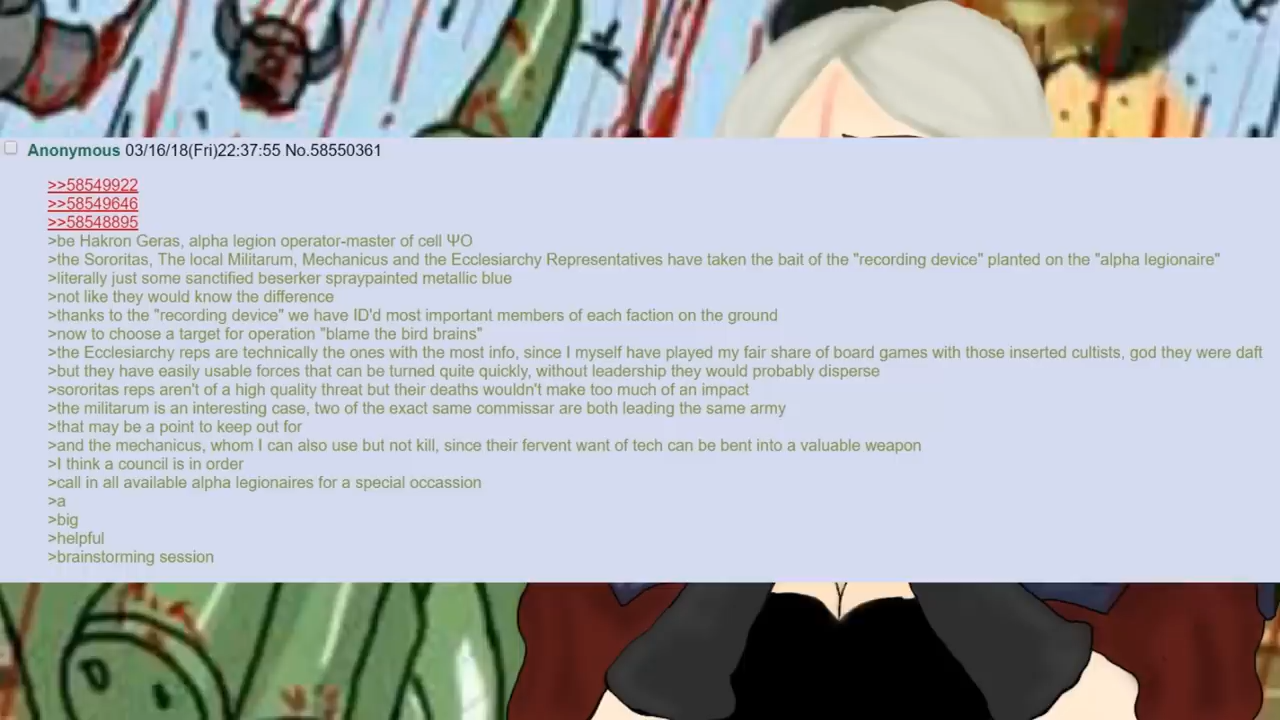 Anonymous 03/16/18(Fri)22:37:55 No.58550361
>>58549922
>>58549646
>>58548895
>be Hakron Geras, alpha legion operator-master of cell ΨΟ
>the Sororitas, The local Militarum, Mechanicus and the Ecclesiarchy Representatives have taken the bait of the "recording device" planted on the "alpha legionaire"
>literally just some sanctified beserker spraypainted metallic blue
>not like they would know the difference
>thanks to the "recording device" we have ID'd most important members of each faction on the ground
>now to choose a target for operation "blame the bird brains"
>the Ecclesiarchy reps are technically the ones with the most info, since I myself have played my fair share of board games with those inserted cultists, god they were daft
>but they have easily usable forces that can be turned quite quickly, without leadership they would probably disperse
>sororitas reps aren't of a high quality threat but their deaths wouldn't make too much of an impact
>the militarum is an interesting case, two of the exact same commissar are both leading the same army
>that may be a point to keep out for
>and the mechanicus, whom I can also use but not kill, since their fervent want of tech can be bent into a valuable weapon
>I think a council is in order
>call in all available alpha legionaires for a special occassion
>a
>big
>helpful
>brainstorming session